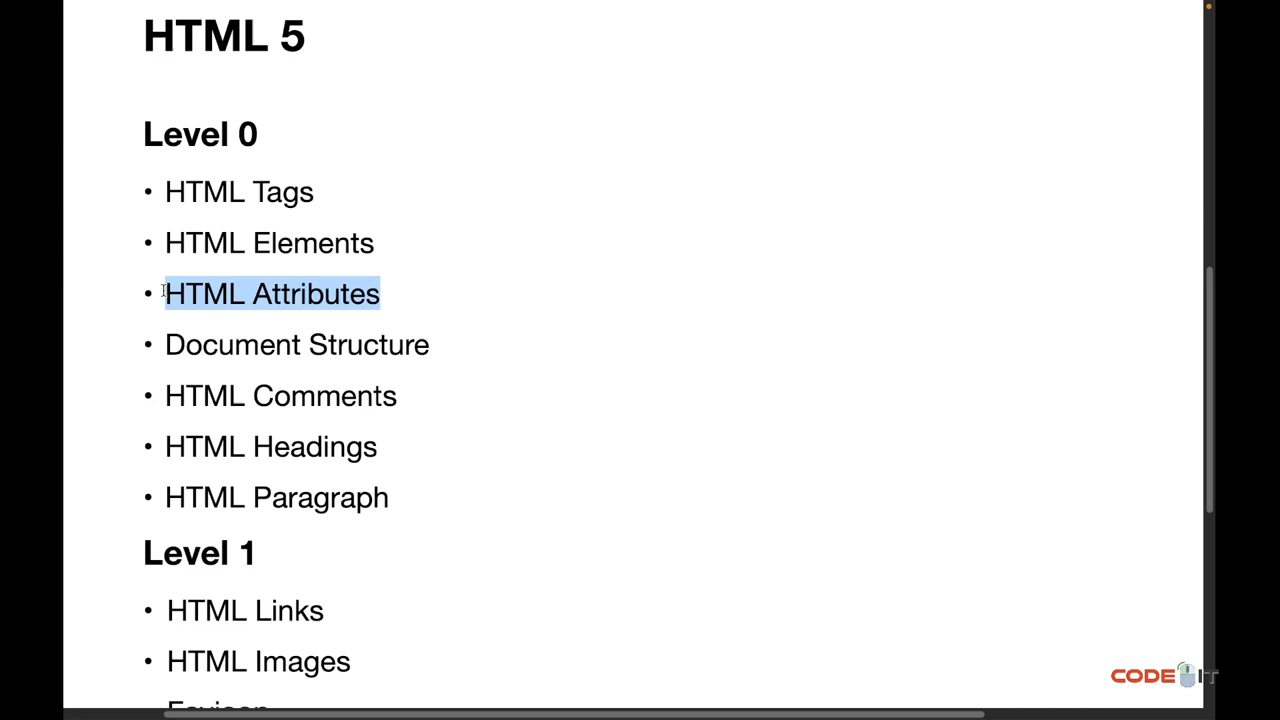 HTML 5
Level 0
• HTML Tags
• HTML Elements
• HTML Attributes
• Document Structure
• HTML Comments
• HTML Headings
• HTML Paragraph
Level 1
• HTML Links
• HTML Images
Favicon
CODE IT